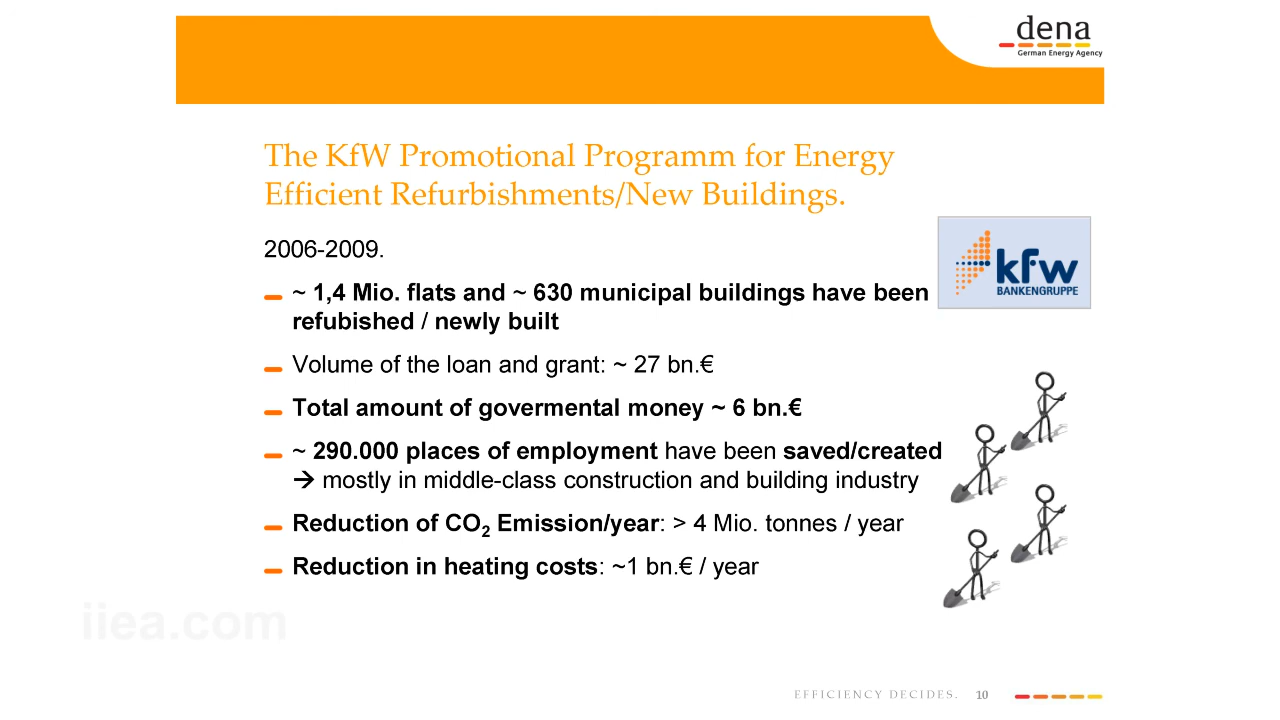 dena
German Energy Agency
The KfW Promotional Programm for Energy
Efficient Refurbishments/New Buildings.
2006-2009.
~ 1,4 Mio. flats and ~ 630 municipal buildings have been
refubished / newly built
Volume of the loan and grant: ~ 27 bn.€
Total amount of govermental money ~ 6 bn.€
~ 290.000 places of employment have been saved/created
→ mostly in middle-class construction and building industry
Reduction of CO₂ Emission/year: > 4 Mio. tonnes / year
Reduction in heating costs: ~1 bn.€ / year
kfw
BANKENGRUPPE
iiea.com
EFFICIENCY DECIDES. 10